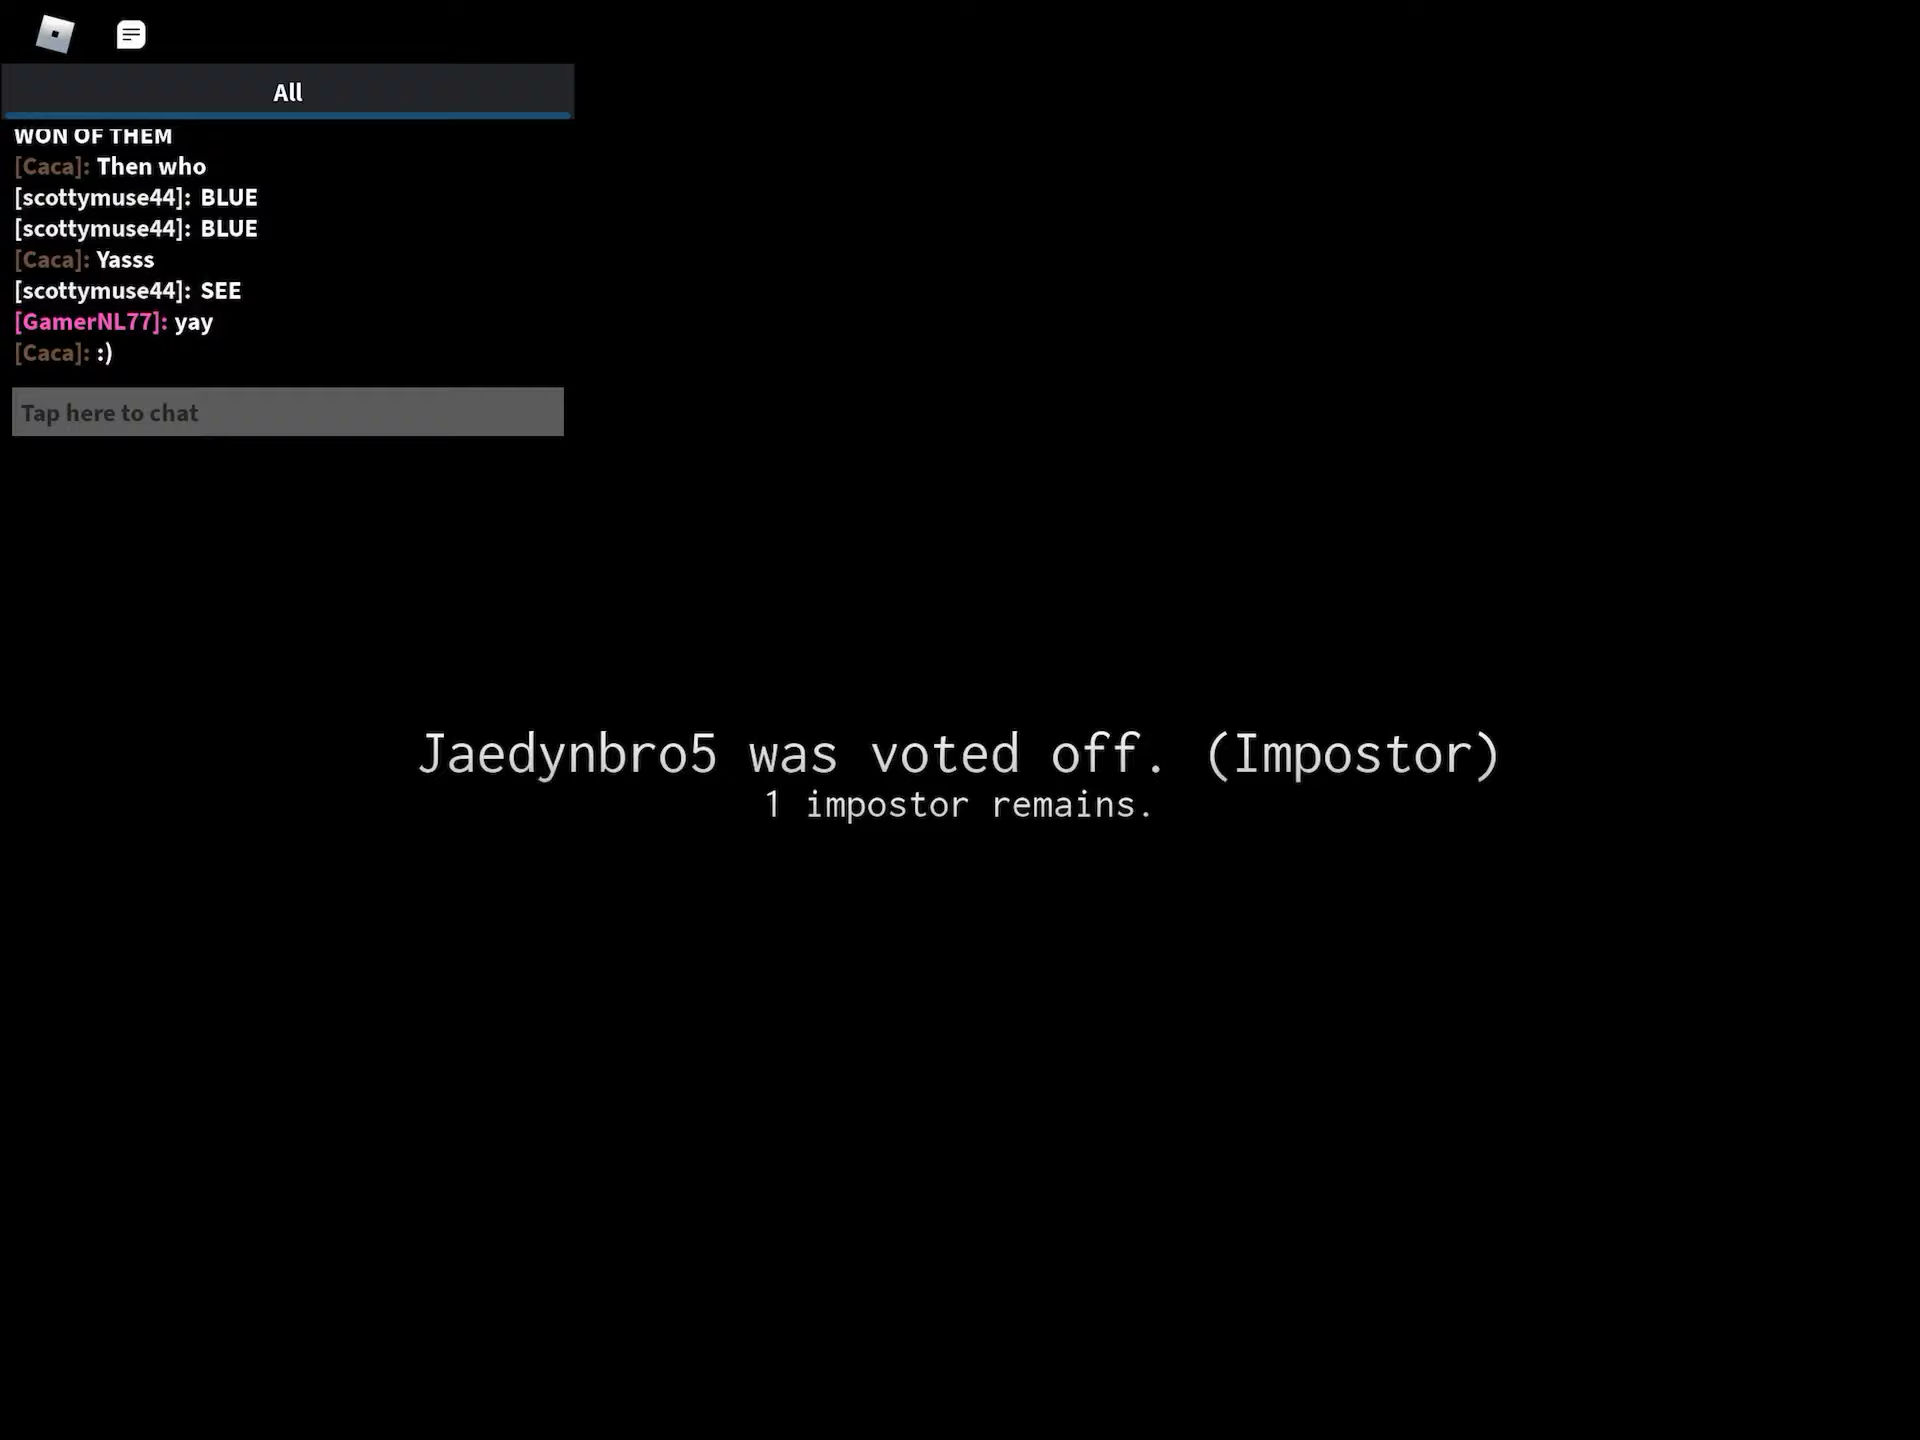 All
WON OF THEM
[Caca]: Then who
[scottymuse44]: BLUE
[scottymuse44]: BLUE
[Caca]: Yasss
[scottymuse44]: SEE
[GamerNL77]: yay
[Caca]: :)
Tap here to chat
Jaedynbro5 was voted off. (Impostor)
1 impostor remains.